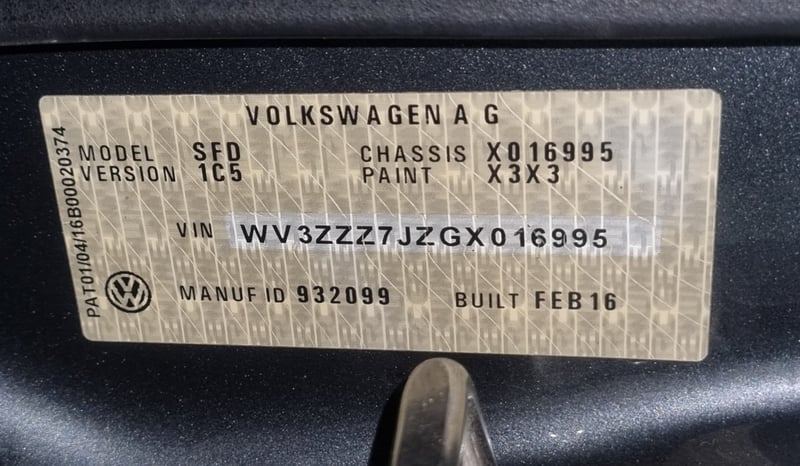 VOLKSWAGEN A G
MODEL SFD CHASSIS X016995
VERSION 1C5 PAINT X3X3
VIN WV3ZZZ7JZGX016995
MANUF ID 932099 BUILT FEB 16
PAT01/04/16B00020374